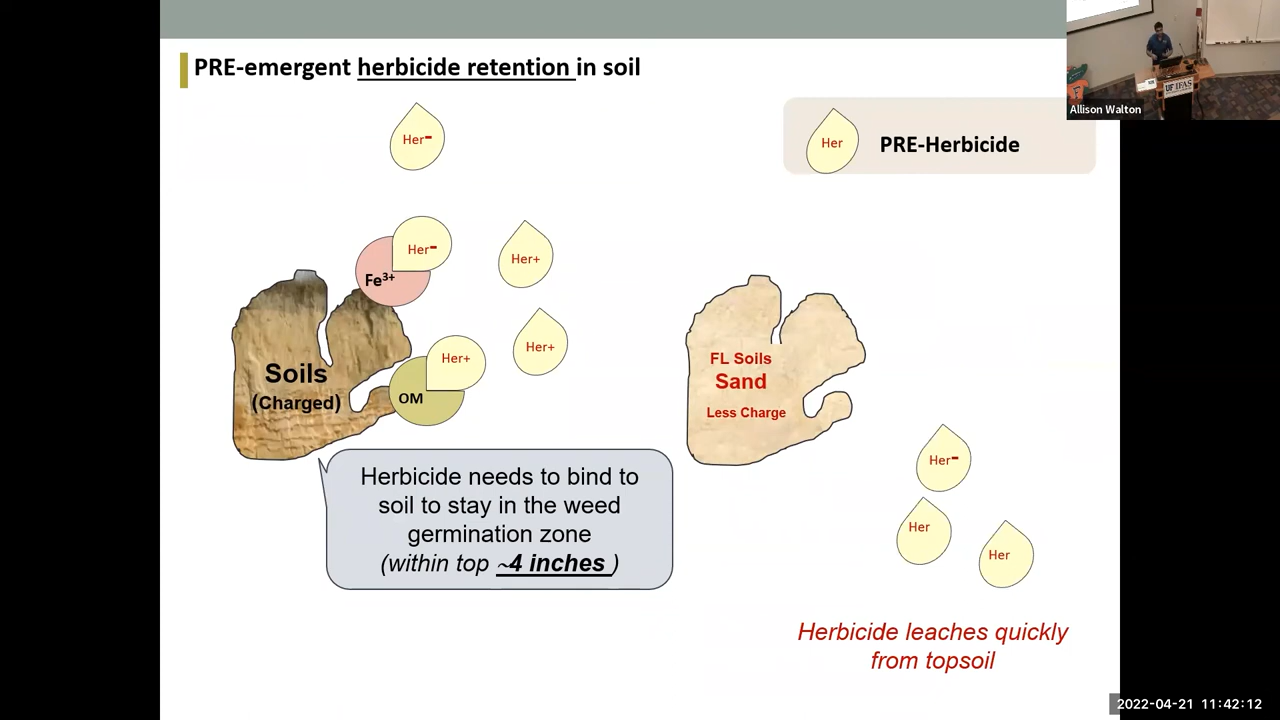 PRE-emergent herbicide retention in soil
Her-
Her
PRE-Herbicide
Allison Walton
UF IFAS
Her-
Fe3+
Her+
Her+
Her+
OM
Soils
(Charged)
FL Soils
Sand
Less Charge
Herbicide needs to bind to
soil to stay in the weed
germination zone
(within top ~4 inches )
Her-
Her
Her
Herbicide leaches quickly
from topsoil
2022-04-21 11:42:12